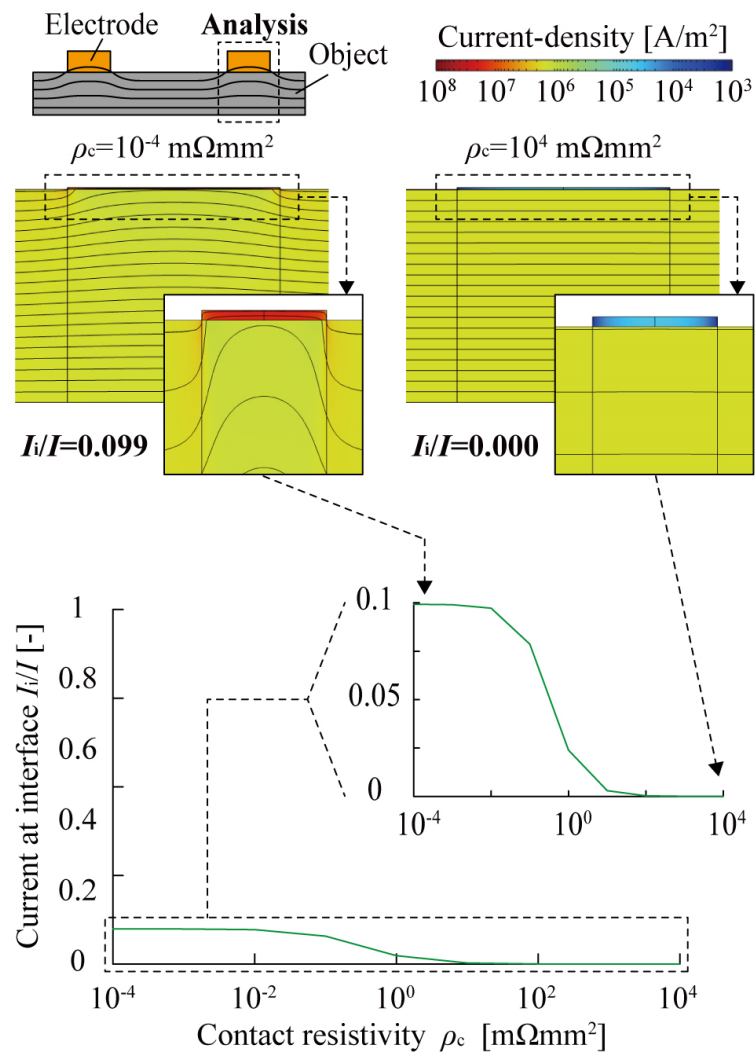 Electrode
Analysis
Object
Current-density [A/m²]
10⁸ 10⁷ 10⁶ 10⁵ 10⁴ 10³
ρc=10⁻⁴ mΩmm²
ρc=10⁴ mΩmm²
Ii/I=0.099
Ii/I=0.000
Current at interface Ii/I [-]
1
0.8
0.6
0.4
0.2
0
0.1
0.05
0
10⁻⁴ 10⁰ 10⁴
10⁻⁴ 10⁻² 10⁰ 10² 10⁴
Contact resistivity ρc [mΩmm²]